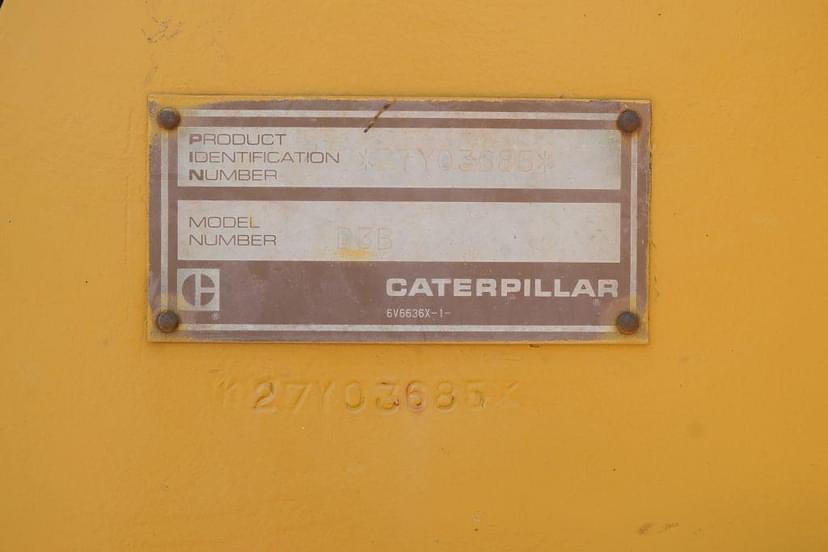 PRODUCT
IDENTIFICATION *27Y03685*
NUMBER
MODEL
NUMBER D3B
CATERPILLAR
®
®
6V6636X-1-
*27Y03685*